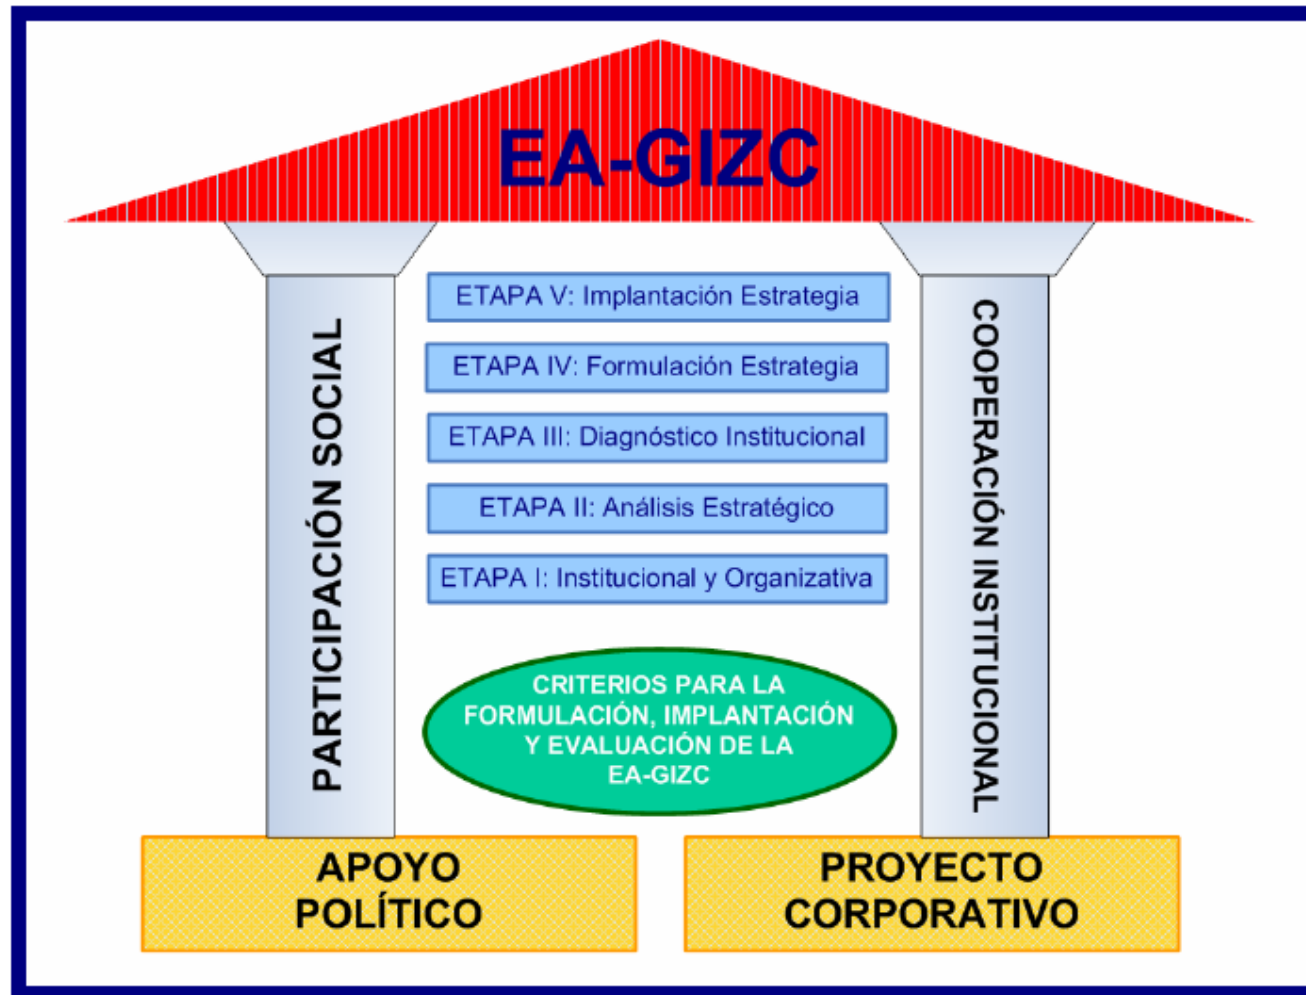 EA-GIZC
PARTICIPACIÓN SOCIAL
ETAPA V: Implantación Estrategia
ETAPA IV: Formulación Estrategia
ETAPA III: Diagnóstico Institucional
ETAPA II: Análisis Estratégico
ETAPA I: Institucional y Organizativa
COOPERACIÓN INSTITUCIONAL
CRITERIOS PARA LA
FORMULACIÓN, IMPLANTACIÓN
Y EVALUACIÓN DE LA
EA-GIZC
APOYO
POLÍTICO
PROYECTO
CORPORATIVO